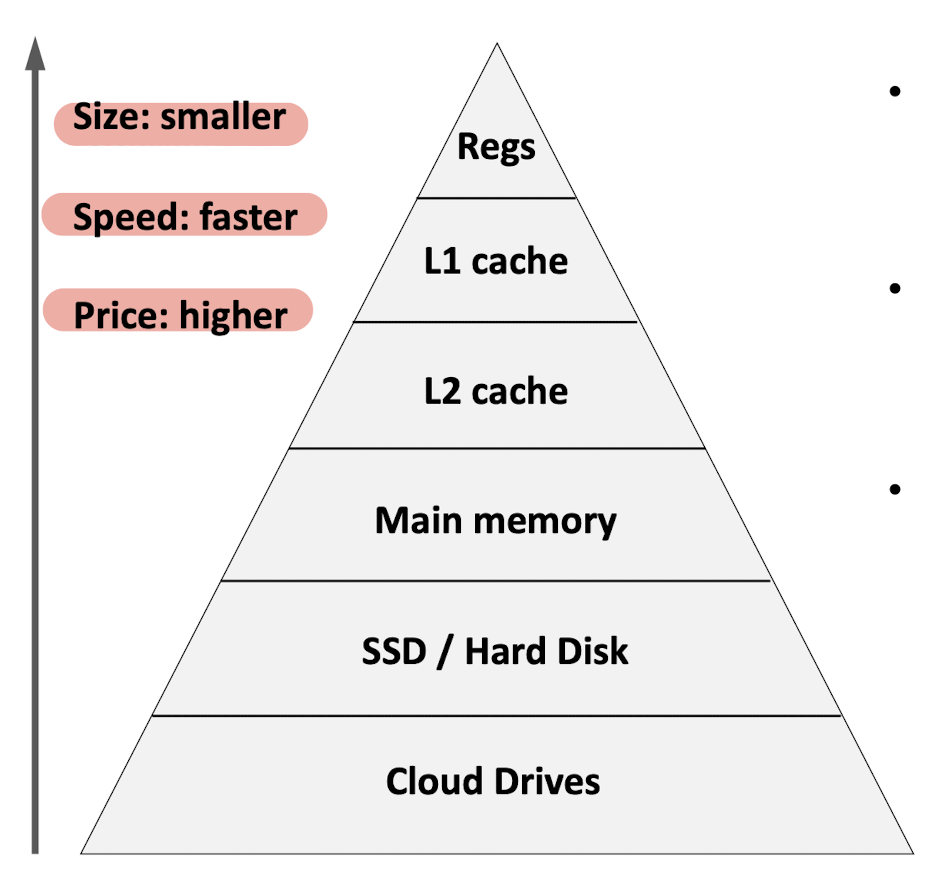 Size: smaller
Speed: faster
Price: higher
Regs
L1 cache
L2 cache
Main memory
SSD / Hard Disk
Cloud Drives